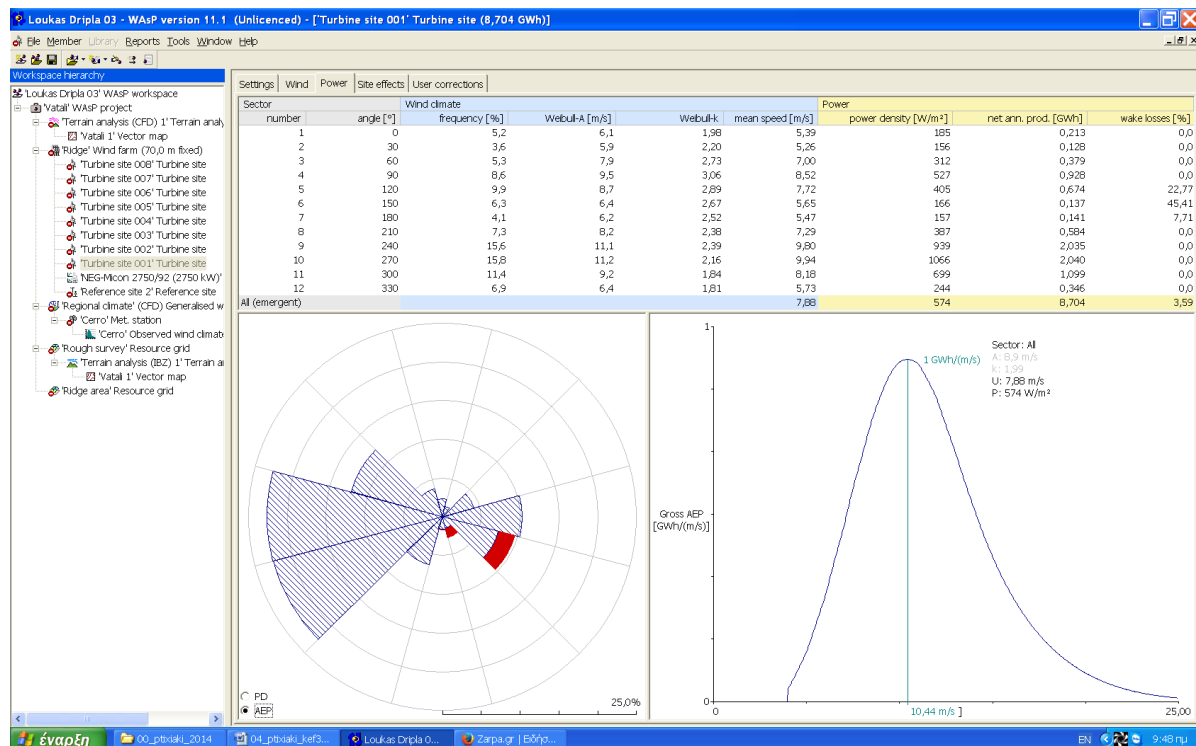 Loukas Dripla 03 - WAsP version 11.1 (Unlicenced) - ['Turbine site 001' Turbine site (8,704 GWh)]
File Member Library Reports Tools Window Help
Workspace hierarchy
'Loukas Dripla 03' WAsP workspace
'Vatali' WAsP project
'Terrain analysis (CFD) 1' Terrain analy
'Vatali 1' Vector map
'Ridge' Wind farm (70,0 m fixed)
'Turbine site 008' Turbine site
'Turbine site 007' Turbine site
'Turbine site 006' Turbine site
'Turbine site 005' Turbine site
'Turbine site 004' Turbine site
'Turbine site 003' Turbine site
'Turbine site 002' Turbine site
'Turbine site 001' Turbine site
'NEG-Micon 2750/92 (2750 kW)'
'Reference site 2' Reference site
'Regional climate' (CFD) Generalised w
'Cerro' Met. station
'Cerro' Observed wind climate
'Rough survey' Resource grid
'Terrain analysis (IBZ) 1' Terrain a
'Vatali 1' Vector map
'Ridge area' Resource grid
Settings Wind Power Site effects User corrections
Sector Wind climate Power
number angle [°] frequency [%] Weibull-A [m/s] Weibull-k mean speed [m/s] power density [W/m²] net ann. prod. [GWh] wake losses [%]
1 0 5,2 6,1 1,98 5,39 185 0,213 0,0
2 30 3,6 5,9 2,20 5,26 156 0,128 0,0
3 60 5,3 7,9 2,73 7,00 312 0,379 0,0
4 90 8,6 9,5 3,06 8,52 527 0,928 0,0
5 120 9,9 8,7 2,89 7,72 405 0,674 22,77
6 150 6,3 6,4 2,67 5,65 166 0,137 45,41
7 180 4,1 6,2 2,52 5,47 157 0,141 7,71
8 210 7,3 8,2 2,38 7,29 387 0,584 0,0
9 240 15,6 11,1 2,39 9,80 939 2,035 0,0
10 270 15,8 11,2 2,16 9,94 1066 2,040 0,0
11 300 11,4 9,2 1,84 8,18 699 1,099 0,0
12 330 6,9 6,4 1,81 5,73 244 0,346 0,0
All (emergent) 7,88 574 8,704 3,59
PD
AEP
25,0%
1
1 GWh/(m/s)
Sector: All
A: 8,9 m/s
k: 1,99
U: 7,88 m/s
P: 574 W/m²
Gross AEP
[GWh/(m/s)]
0
0 10,44 m/s ] 25,00
έναρξη 00_ptixiaki_2014 04_ptixiaki_kef3... Loukas Dripla 0... Zarpa.gr | Ειδήσ... EN 9:48 πμ